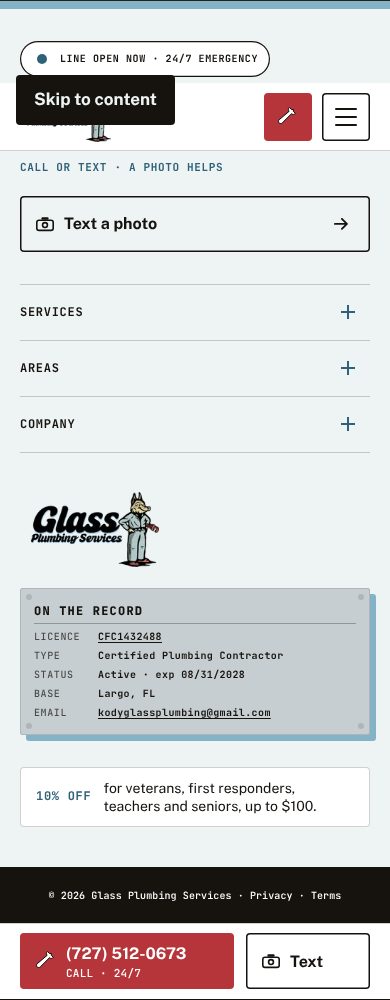 LINE OPEN NOW · 24/7 EMERGENCY
Skip to content
CALL OR TEXT · A PHOTO HELPS
Text a photo
SERVICES
AREAS
COMPANY
Glass
Plumbing Services
ON THE RECORD
LICENCE CFC1432488
TYPE Certified Plumbing Contractor
STATUS Active · exp 08/31/2028
BASE Largo, FL
EMAIL kodyglassplumbing@gmail.com
10% OFF for veterans, first responders,
teachers and seniors, up to $100.
© 2026 Glass Plumbing Services · Privacy · Terms
(727) 512-0673
CALL · 24/7
Text